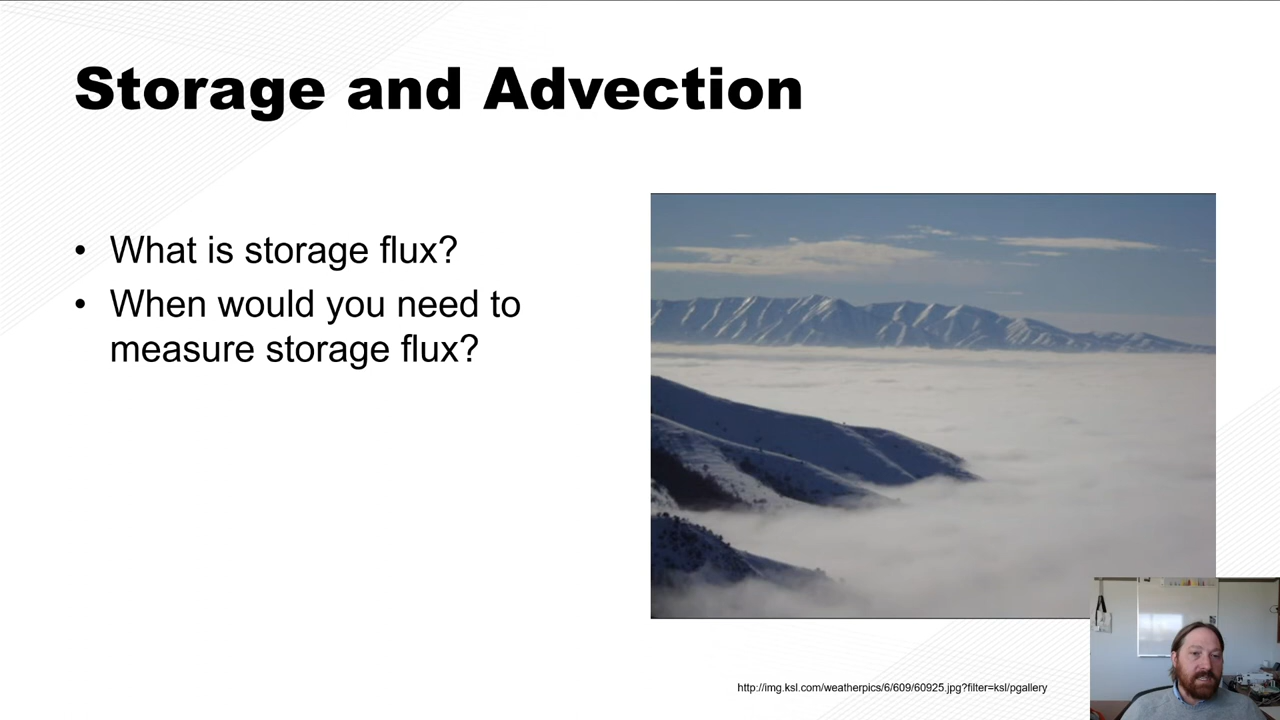 Storage and Advection
• What is storage flux?
• When would you need to
measure storage flux?
http://img.ksl.com/weatherpics/6/609/60925.jpg?filter=ksl/pgallery